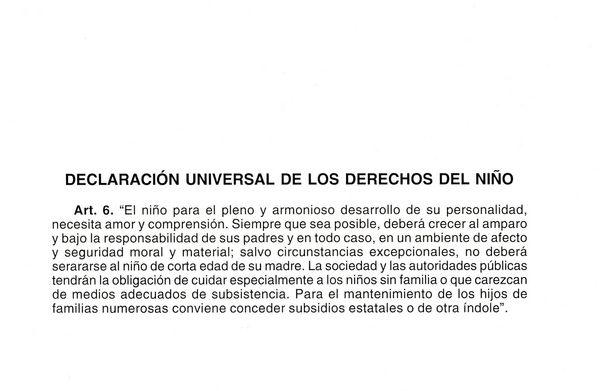 DECLARACIÓN UNIVERSAL DE LOS DERECHOS DEL NIÑO
Art. 6. “El niño para el pleno y armonioso desarrollo de su personalidad,
necesita amor y comprensión. Siempre que sea posible, deberá crecer al amparo
y bajo la responsabilidad de sus padres y en todo caso, en un ambiente de afecto
y seguridad moral y material; salvo circunstancias excepcionales, no deberá
serararse al niño de corta edad de su madre. La sociedad y las autoridades públicas
tendrán la obligación de cuidar especialmente a los niños sin familia o que carezcan
de medios adecuados de subsistencia. Para el mantenimiento de los hijos de
familias numerosas conviene conceder subsidios estatales o de otra índole”.